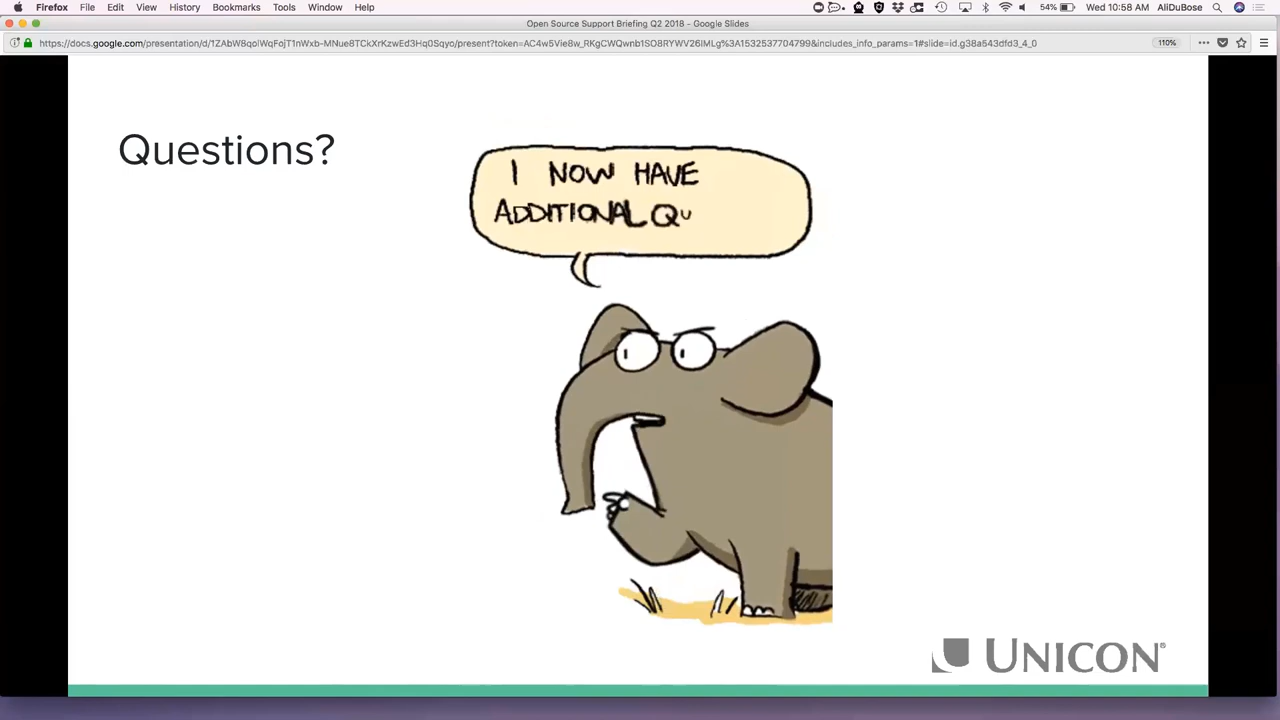 Firefox File Edit View History Bookmarks Tools Window Help 54% Wed 10:58 AM AliDuBose
Open Source Support Briefing Q2 2018 - Google Slides
110%
Questions?
I NOW HAVE
ADDITIONAL QU
UNICON